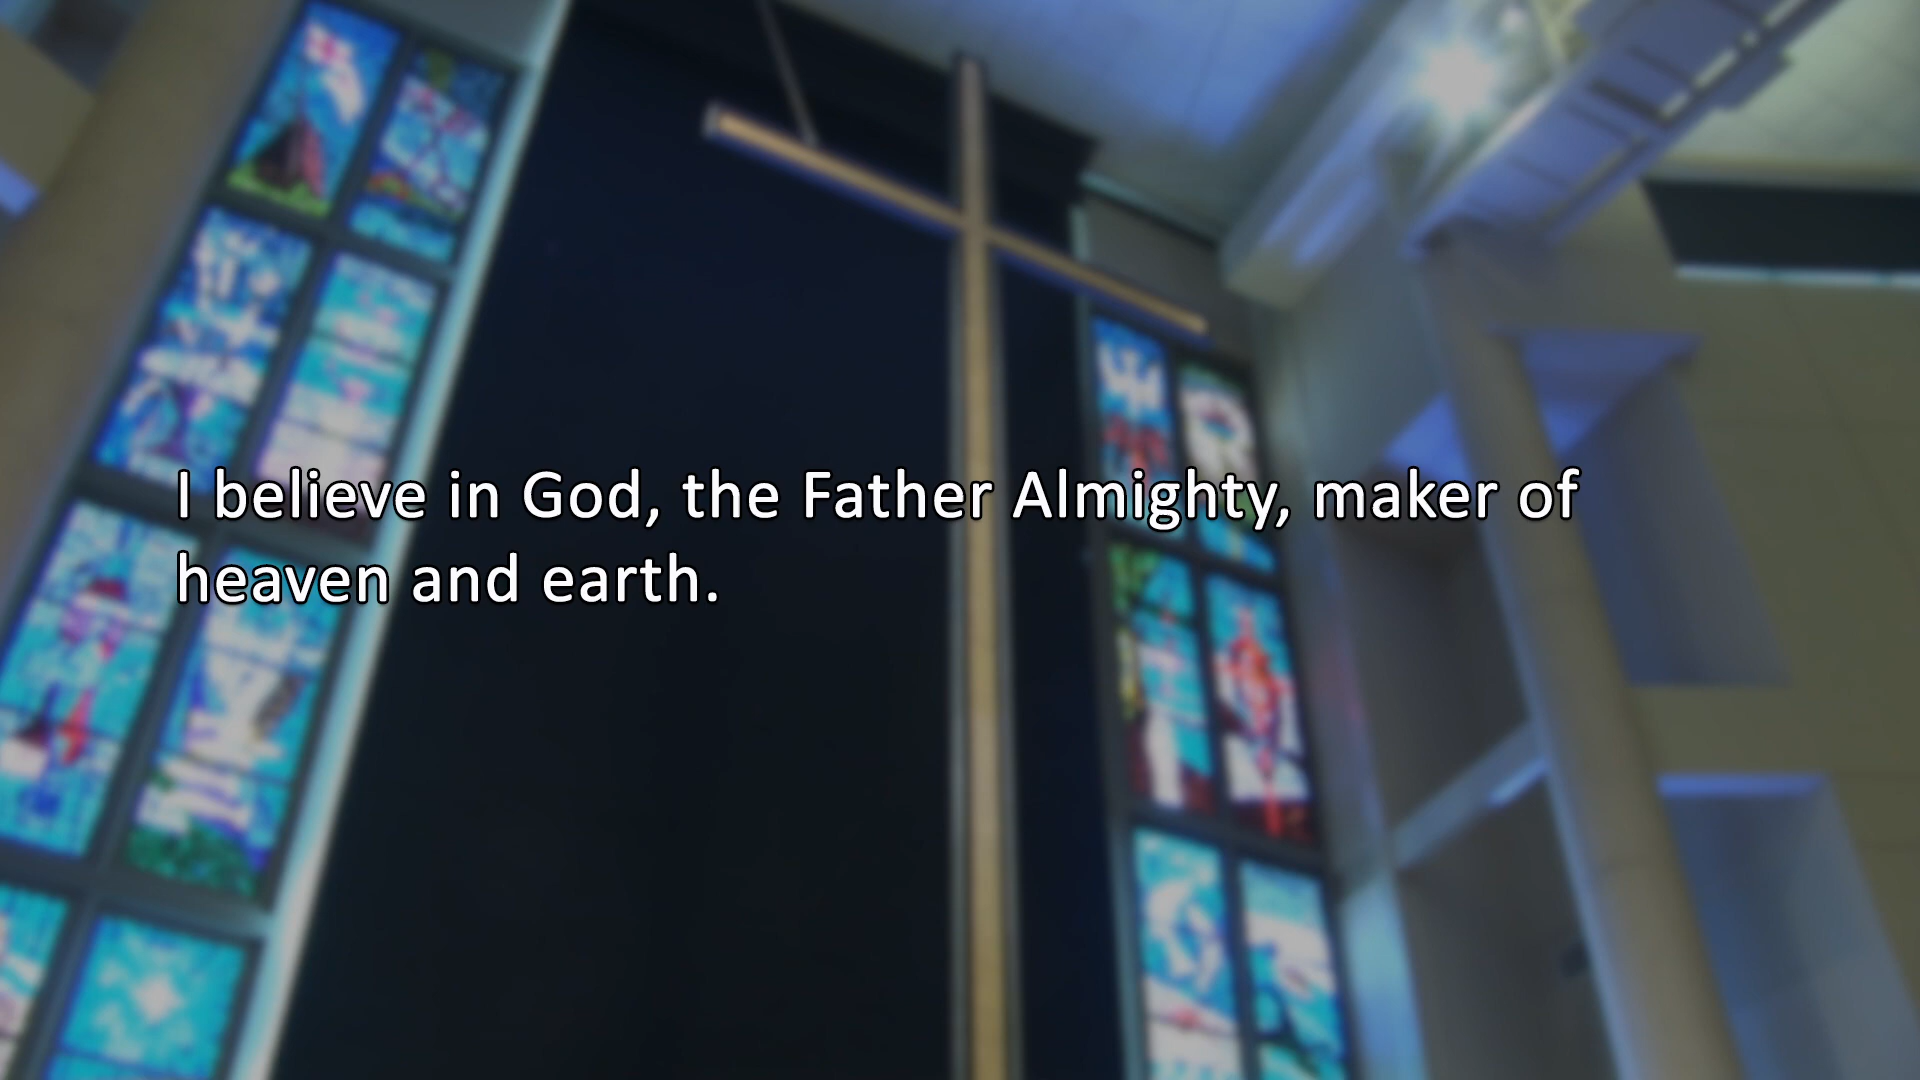 I believe in God, the Father Almighty, maker of
heaven and earth.